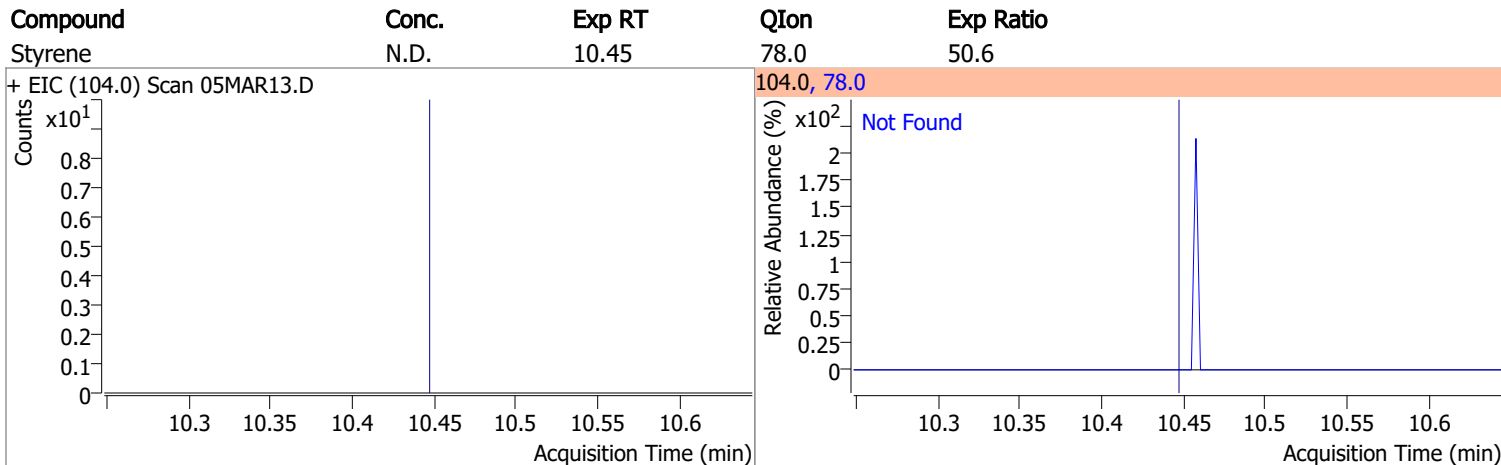 Compound Conc. Exp RT QIon Exp Ratio
Styrene N.D. 10.45 78.0 50.6
+ EIC (104.0) Scan 05MAR13.D
Counts
x10¹
0.8
0.7
0.6
0.5
0.4
0.3
0.2
0.1
0
10.3 10.35 10.4 10.45 10.5 10.55 10.6
Acquisition Time (min)
104.0, 78.0
Relative Abundance (%)
x10²
Not Found
2
1.75
1.5
1.25
1
0.75
0.5
0.25
0
10.3 10.35 10.4 10.45 10.5 10.55 10.6
Acquisition Time (min)